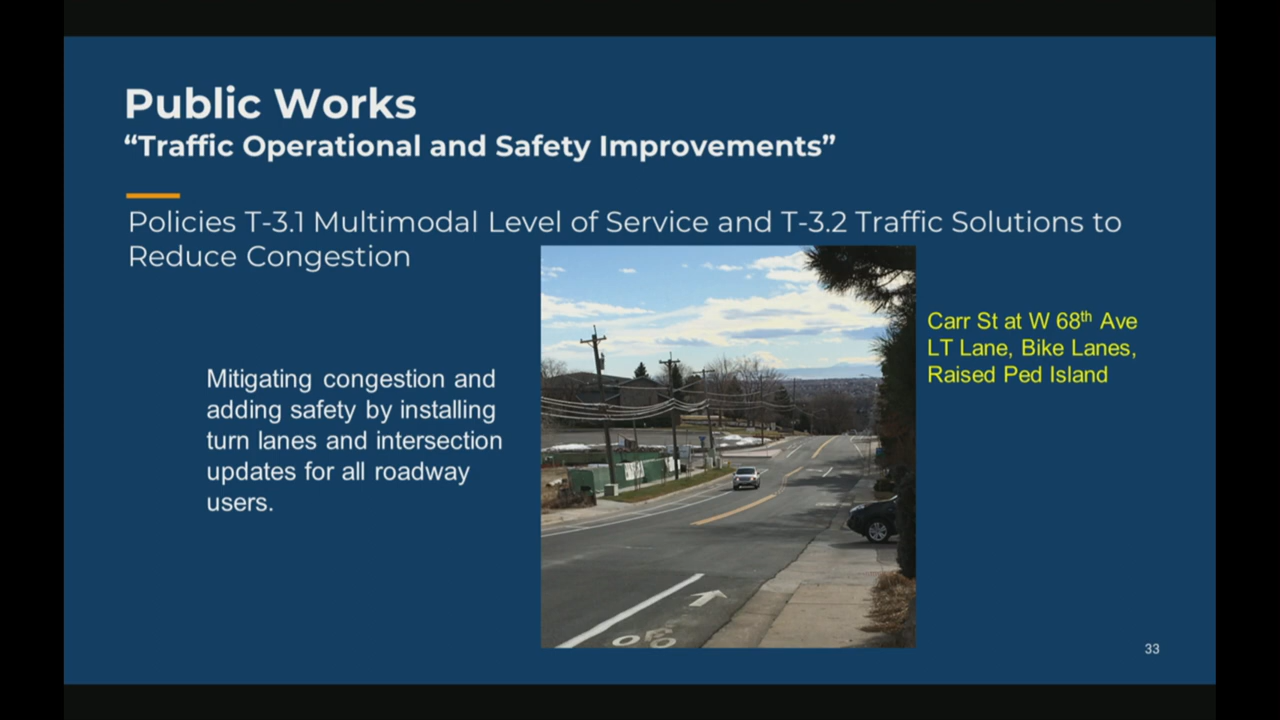 Public Works
“Traffic Operational and Safety Improvements”
Policies T-3.1 Multimodal Level of Service and T-3.2 Traffic Solutions to
Reduce Congestion
Mitigating congestion and
adding safety by installing
turn lanes and intersection
updates for all roadway
users.
Carr St at W 68th Ave
LT Lane, Bike Lanes,
Raised Ped Island
33